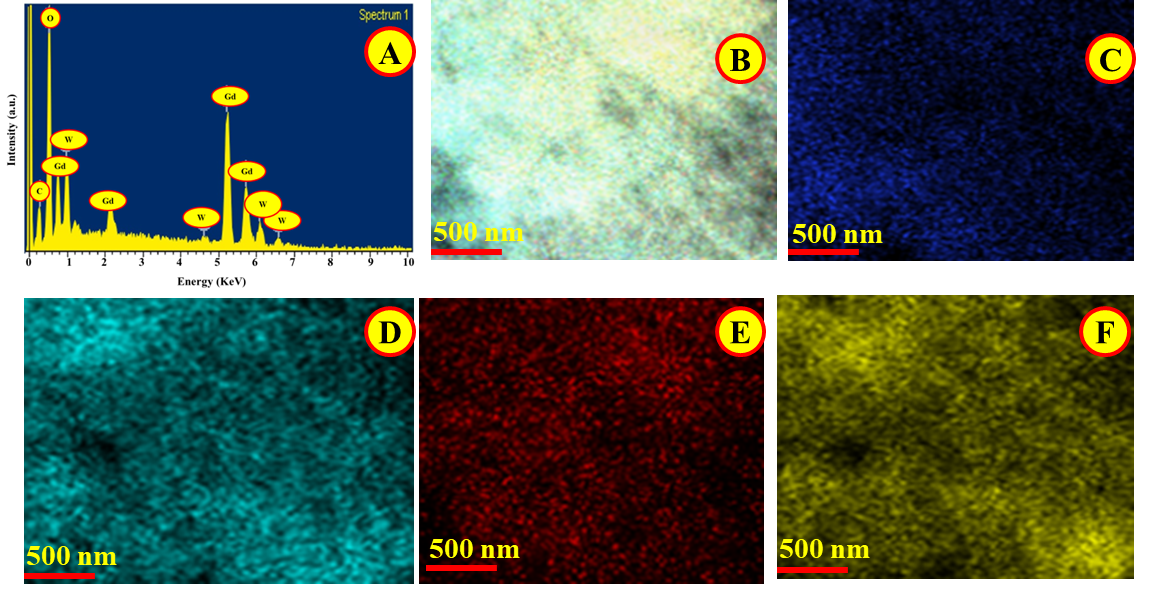 Spectrum 1
A
O
Gd
W
Gd
Gd
C
Gd
W
W
W
Intensity (a.u.)
0 1 2 3 4 5 6 7 8 9 10
Energy (KeV)
B
500 nm
C
500 nm
D
500 nm
E
500 nm
F
500 nm